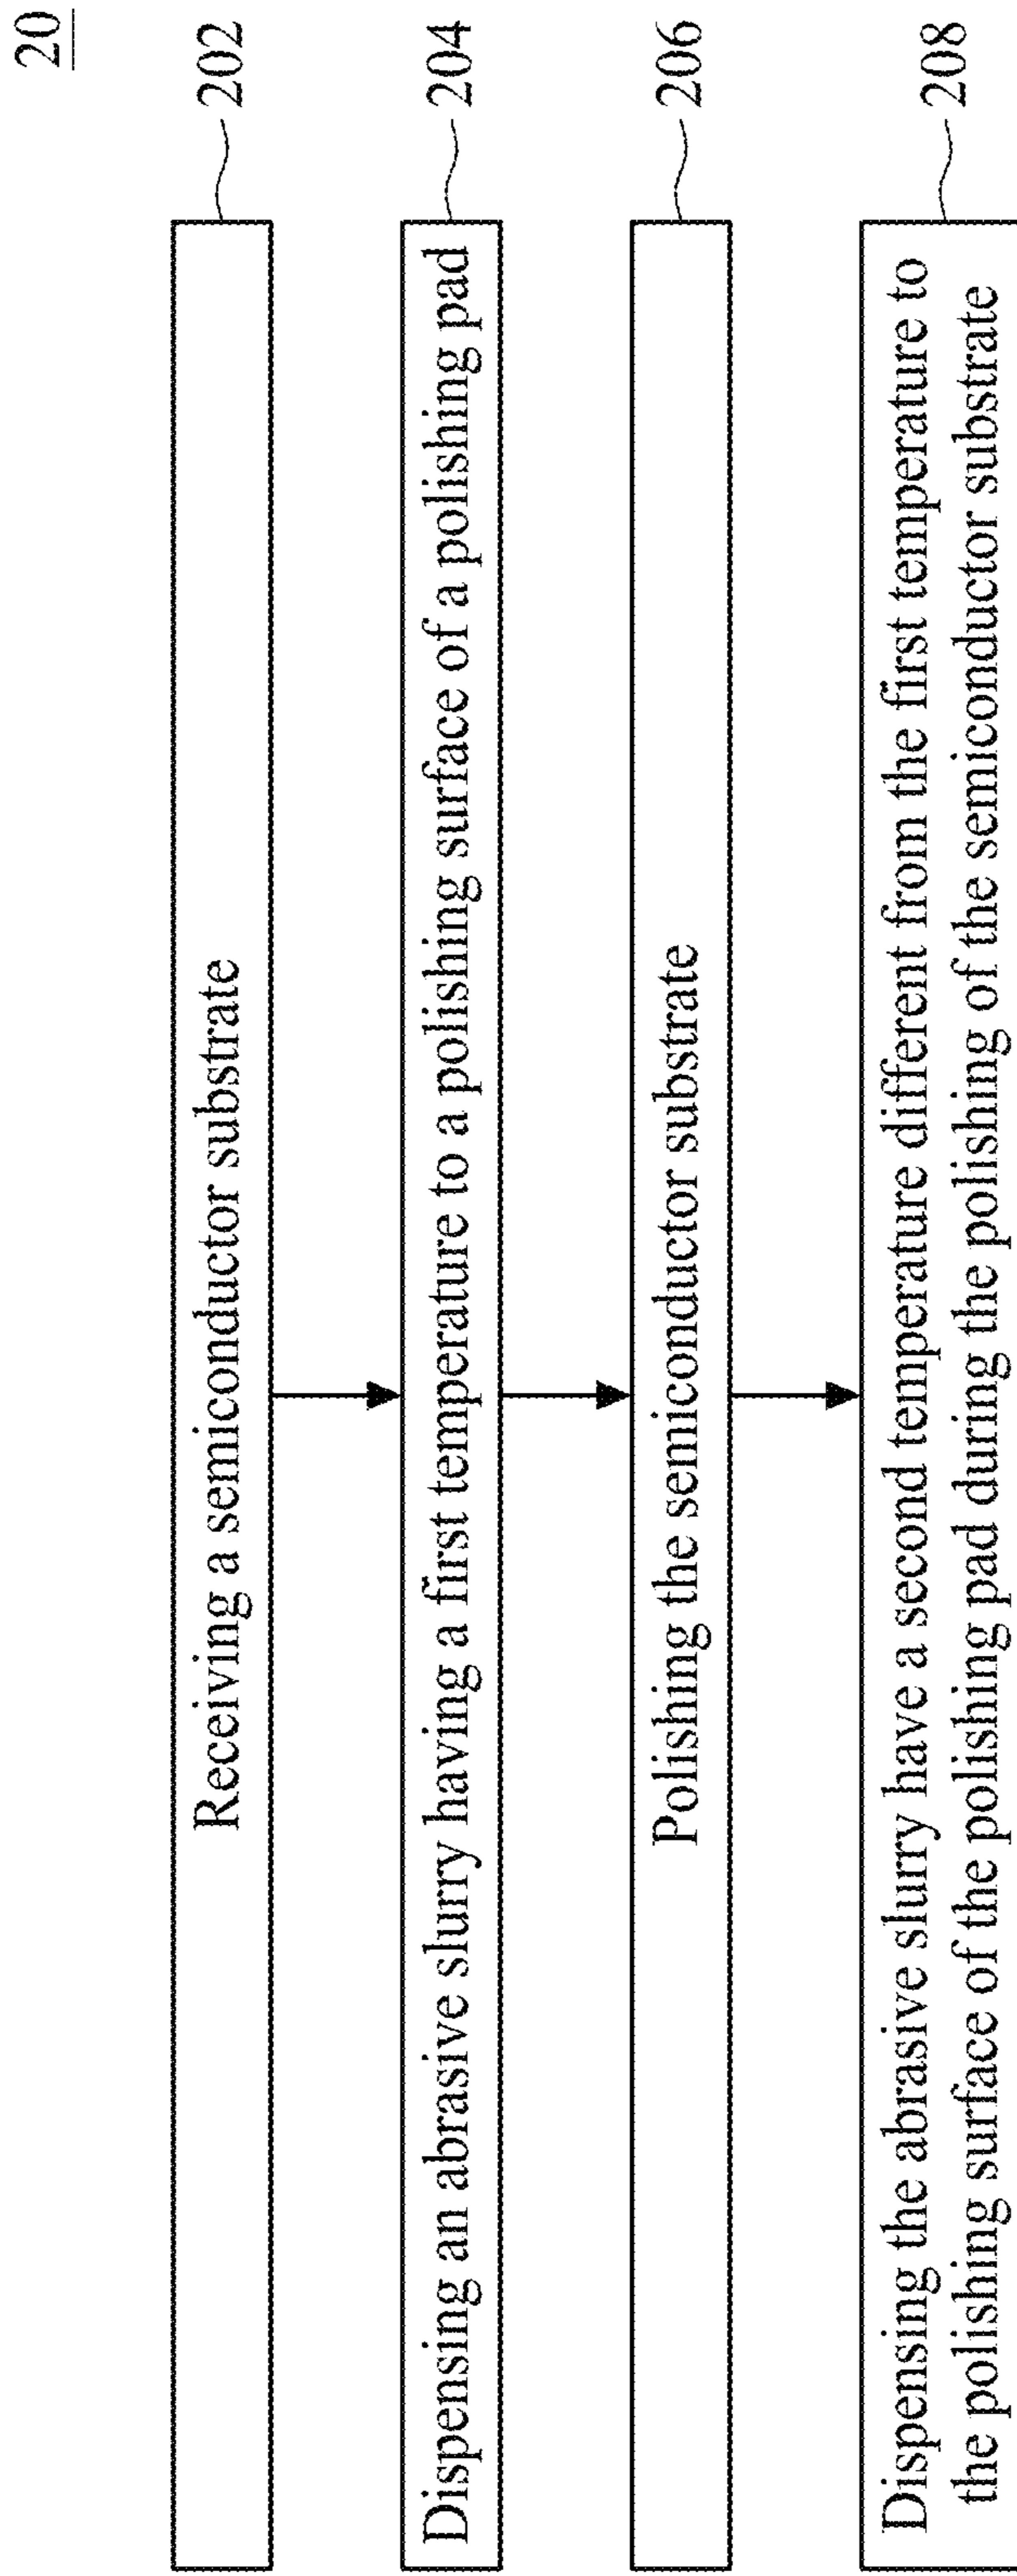 20
Receiving a semiconductor substrate
202
Dispensing an abrasive slurry having a first temperature to a polishing surface of a polishing pad
204
Polishing the semiconductor substrate
206
Dispensing the abrasive slurry have a second temperature different from the first temperature to
the polishing surface of the polishing pad during the polishing of the semiconductor substrate
208